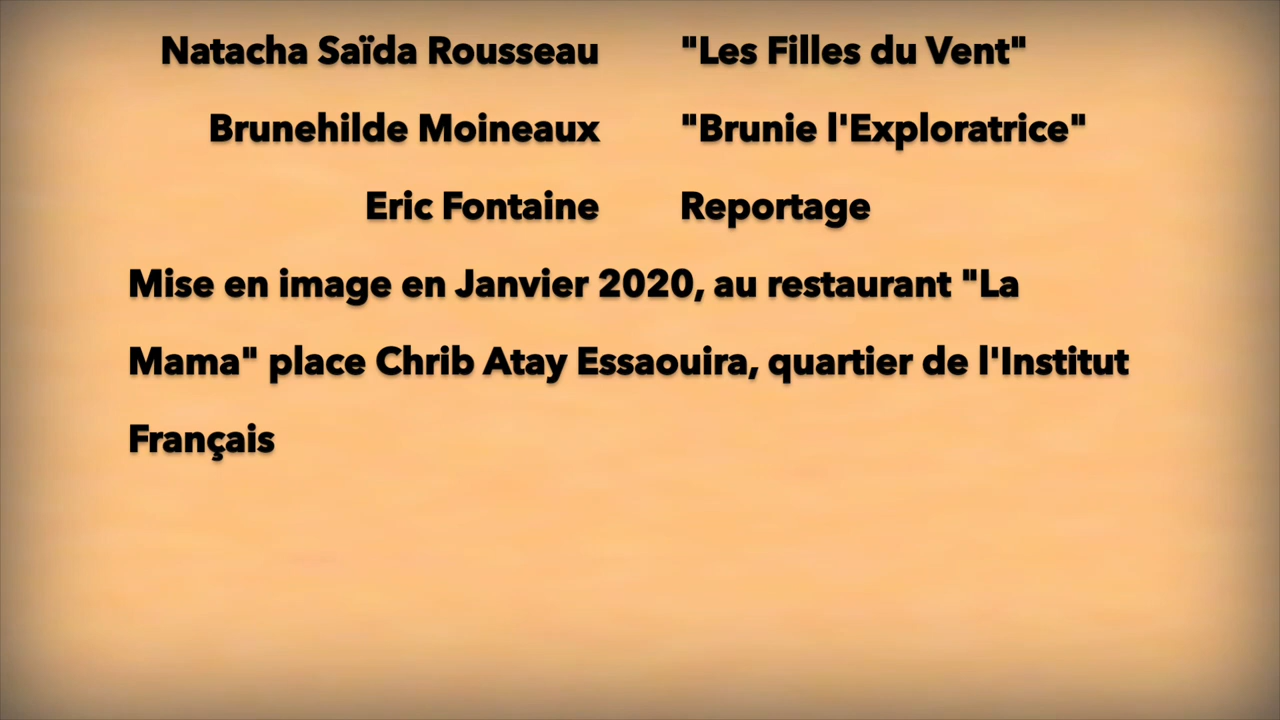 Natacha Saïda Rousseau "Les Filles du Vent"
Brunehilde Moineaux "Brunie l'Exploratrice"
Eric Fontaine Reportage
Mise en image en Janvier 2020, au restaurant "La
Mama" place Chrib Atay Essaouira, quartier de l'Institut
Français